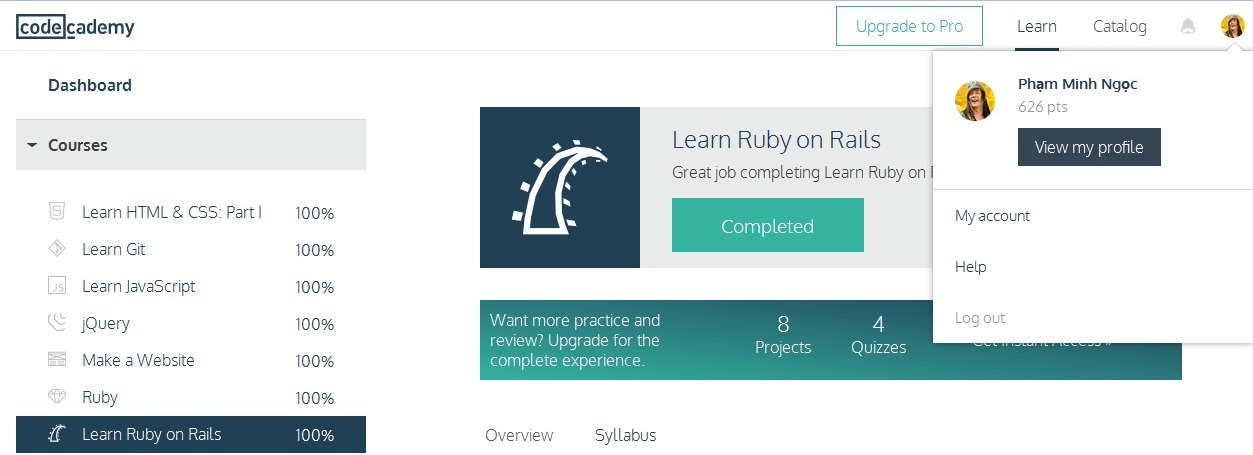 codecademy
Upgrade to Pro
Learn
Catalog
Dashboard
Courses
Learn HTML & CSS: Part I 100%
Learn Git 100%
JS
Learn JavaScript 100%
jQuery 100%
Make a Website 100%
Ruby 100%
Learn Ruby on Rails 100%
Learn Ruby on Rails
Great job completing Learn Ruby on
Completed
Want more practice and
review? Upgrade for the
complete experience.
8
Projects
4
Quizzes
Get Instant Access »
Overview
Syllabus
Phạm Minh Ngọc
626 pts
View my profile
My account
Help
Log out